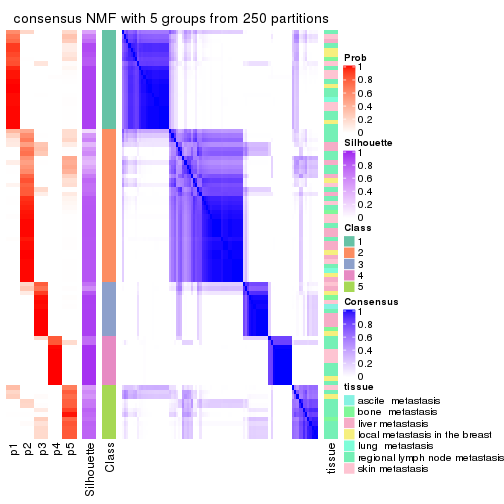 consensus NMF with 5 groups from 250 partitions
Prob
1
0.8
0.6
0.4
0.2
0
Silhouette
1
0.8
0.6
0.4
0.2
0
Class
1
2
3
4
5
Consensus
1
0.8
0.6
0.4
0.2
0
tissue
ascite metastasis
bone metastasis
liver metastasis
local metastasis in the breast
lung metastasis
regional lymph node metastasis
skin metastasis
p1
p2
p3
p4
p5
Silhouette
Class
tissue